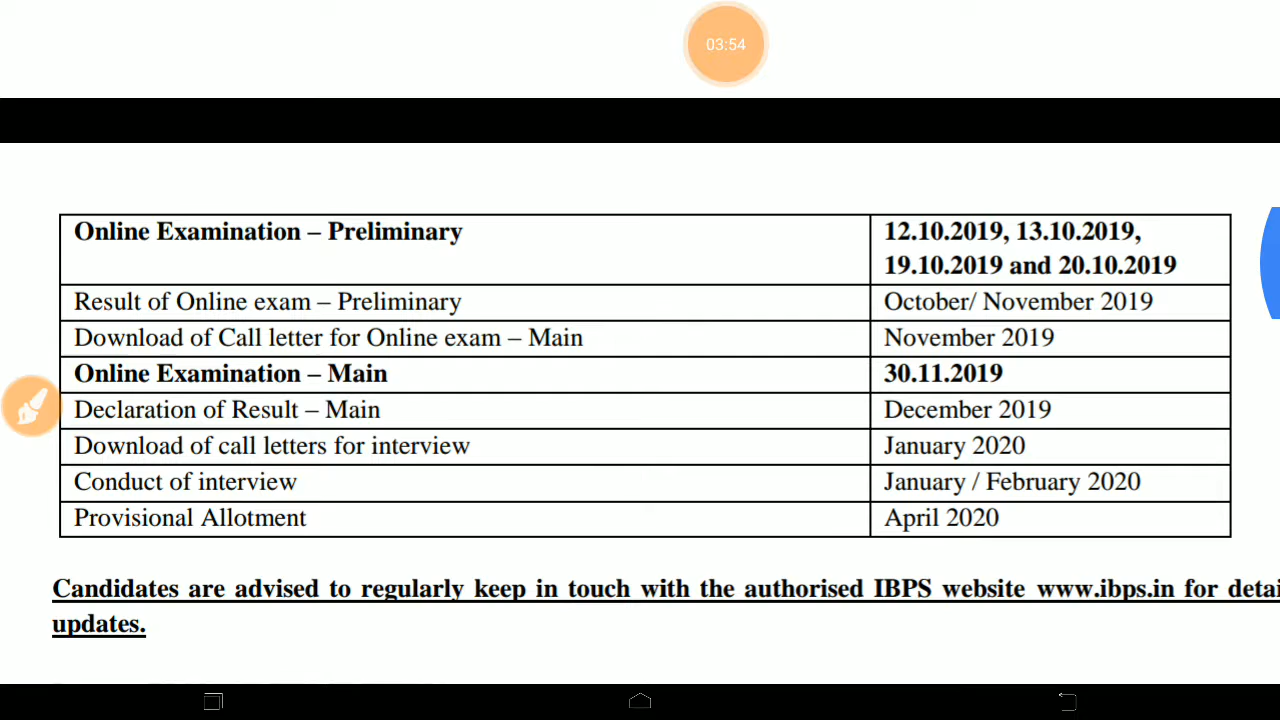 03:54
Online Examination – Preliminary 12.10.2019, 13.10.2019,
19.10.2019 and 20.10.2019
Result of Online exam – Preliminary October/ November 2019
Download of Call letter for Online exam – Main November 2019
Online Examination – Main 30.11.2019
Declaration of Result – Main December 2019
Download of call letters for interview January 2020
Conduct of interview January / February 2020
Provisional Allotment April 2020
Candidates are advised to regularly keep in touch with the authorised IBPS website www.ibps.in for
updates.